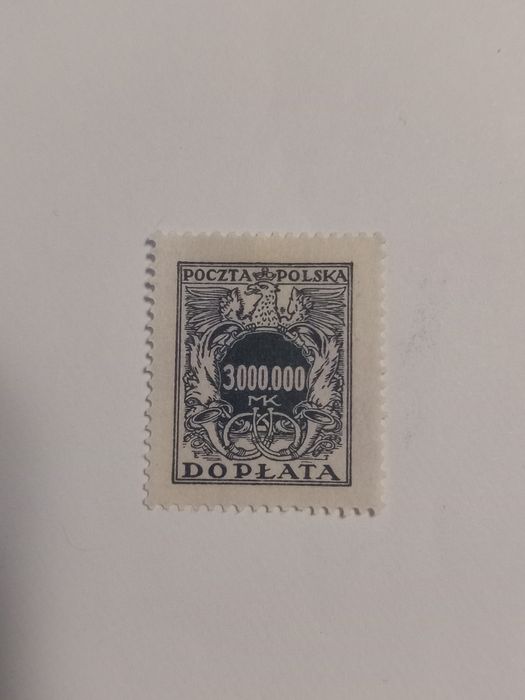 POCZTA POLSKA
3.000.000
MK
DOPŁATA